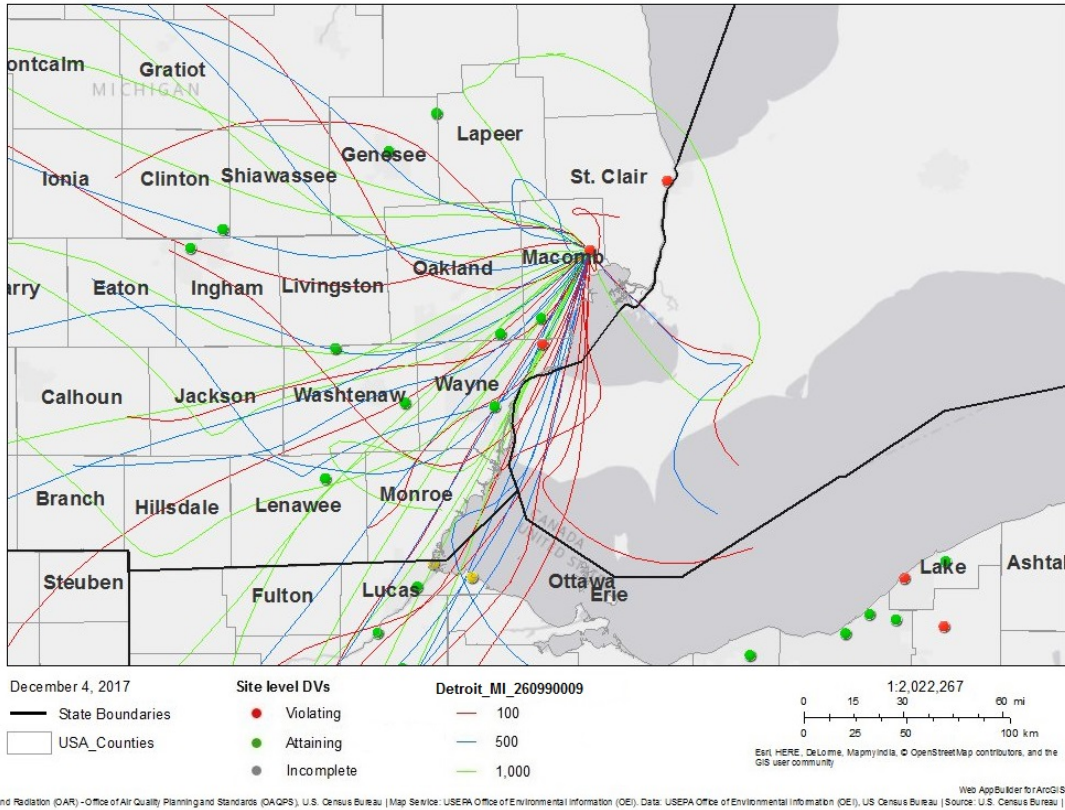 ontcalm
Gratiot
MICHIGAN
Lapeer
Genesee
Ionia
Clinton
Shiawassee
St. Clair
Macomb
Oakland
arry
Eaton
Ingham
Livingston
Calhoun
Jackson
Washtenaw
Wayne
Branch
Hillsdale
Lenawee
Monroe
CANADA
UNITED
Steuben
Fulton
Lucas
Ottawa
Erie
Lake
Ashtal
December 4, 2017
State Boundaries
USA_Counties
Site level DVs
Violating
Attaining
Incomplete
Detroit_MI_260990009
100
500
1,000
1:2,022,267
0 15 30 60 mi
0 25 50 100 km
Esri, HERE, DeLorme, MapmyIndia, © OpenStreetMap contributors, and the
GIS user community
Web AppBuilder for ArcGIS
nd Radiation (OAR) - Office of Air Quality Planning and Standards (OAQPS), U.S. Census Bureau | Map Service: USEPA Office of Environmental Information (OEI). Data: USEPA Office of Environmental Information (OEI), US Census Bureau | Source: U.S. Census Bureau |